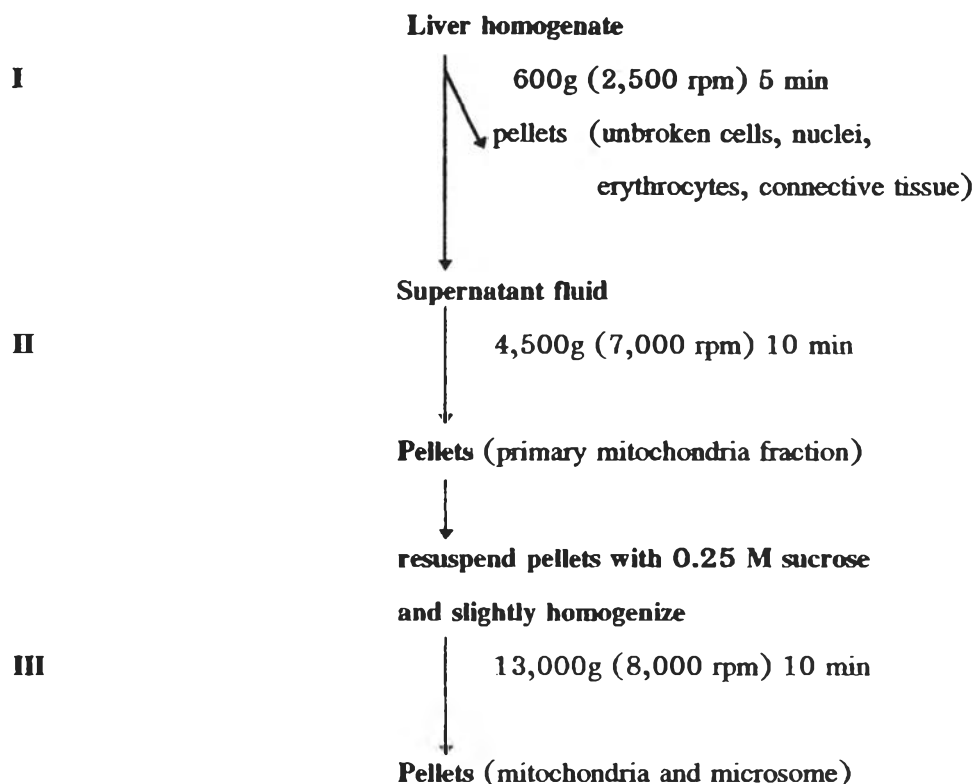 Liver homogenate
I 600g (2,500 rpm) 5 min
pellets (unbroken cells, nuclei,
erythrocytes, connective tissue)
Supernatant fluid
II 4,500g (7,000 rpm) 10 min
Pellets (primary mitochondria fraction)
resuspend pellets with 0.25 M sucrose
and slightly homogenize
III 13,000g (8,000 rpm) 10 min
Pellets (mitochondria and microsome)